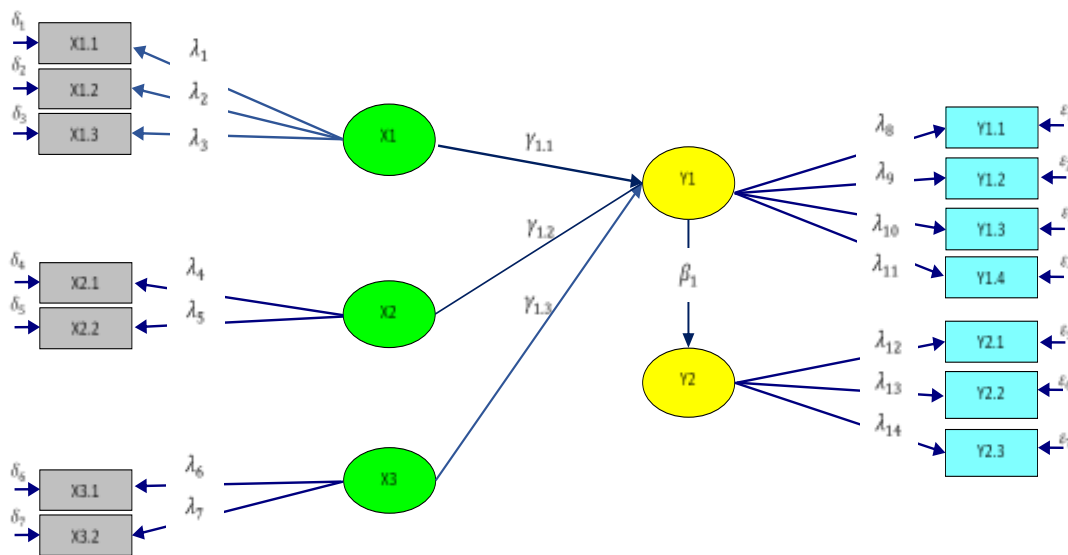 δ1
X1.1
λ1
δ2
X1.2
λ2
δ3
X1.3
λ3
X1
γ1.1
δ4
X2.1
λ4
δ5
X2.2
λ5
X2
γ1.2
δ6
X3.1
λ6
δ7
X3.2
λ7
X3
γ1.3
Y1
β1
Y2
λ8
Y1.1
λ9
Y1.2
λ10
Y1.3
λ11
Y1.4
λ12
Y2.1
λ13
Y2.2
λ14
Y2.3